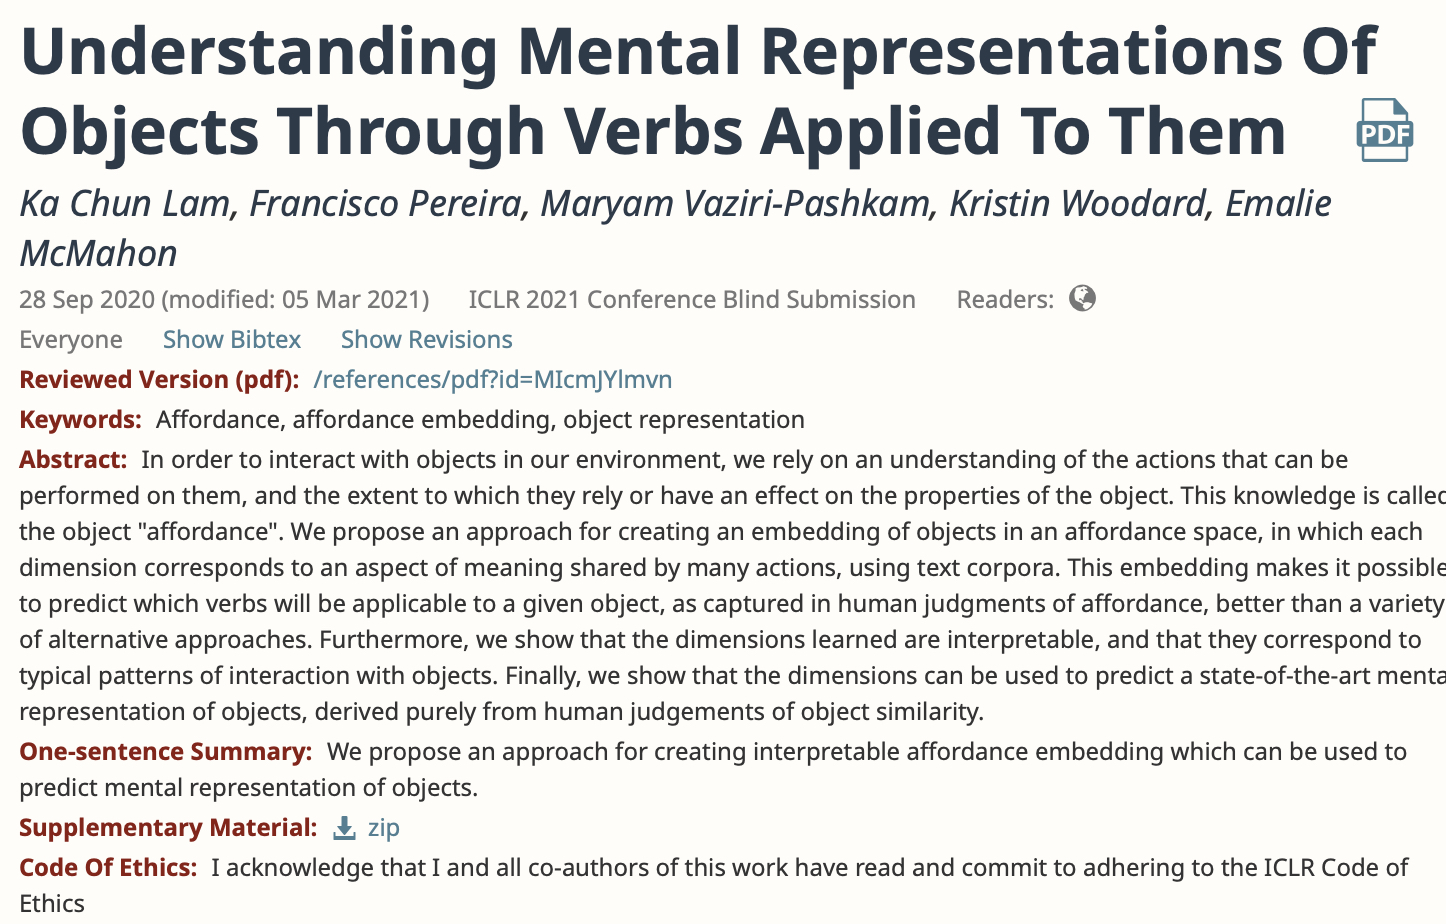 Understanding Mental Representations Of
Objects Through Verbs Applied To Them
PDF
Ka Chun Lam, Francisco Pereira, Maryam Vaziri-Pashkam, Kristin Woodard, Emalie
McMahon
28 Sep 2020 (modified: 05 Mar 2021) ICLR 2021 Conference Blind Submission Readers:
Everyone Show Bibtex Show Revisions
Reviewed Version (pdf): /references/pdf?id=MIcmJYlmvn
Keywords: Affordance, affordance embedding, object representation
Abstract: In order to interact with objects in our environment, we rely on an understanding of the actions that can be
performed on them, and the extent to which they rely or have an effect on the properties of the object. This knowledge is called
the object "affordance". We propose an approach for creating an embedding of objects in an affordance space, in which each
dimension corresponds to an aspect of meaning shared by many actions, using text corpora. This embedding makes it possible
to predict which verbs will be applicable to a given object, as captured in human judgments of affordance, better than a variety
of alternative approaches. Furthermore, we show that the dimensions learned are interpretable, and that they correspond to
typical patterns of interaction with objects. Finally, we show that the dimensions can be used to predict a state-of-the-art menta
representation of objects, derived purely from human judgements of object similarity.
One-sentence Summary: We propose an approach for creating interpretable affordance embedding which can be used to
predict mental representation of objects.
Supplementary Material: zip
Code Of Ethics: I acknowledge that I and all co-authors of this work have read and commit to adhering to the ICLR Code of
Ethics